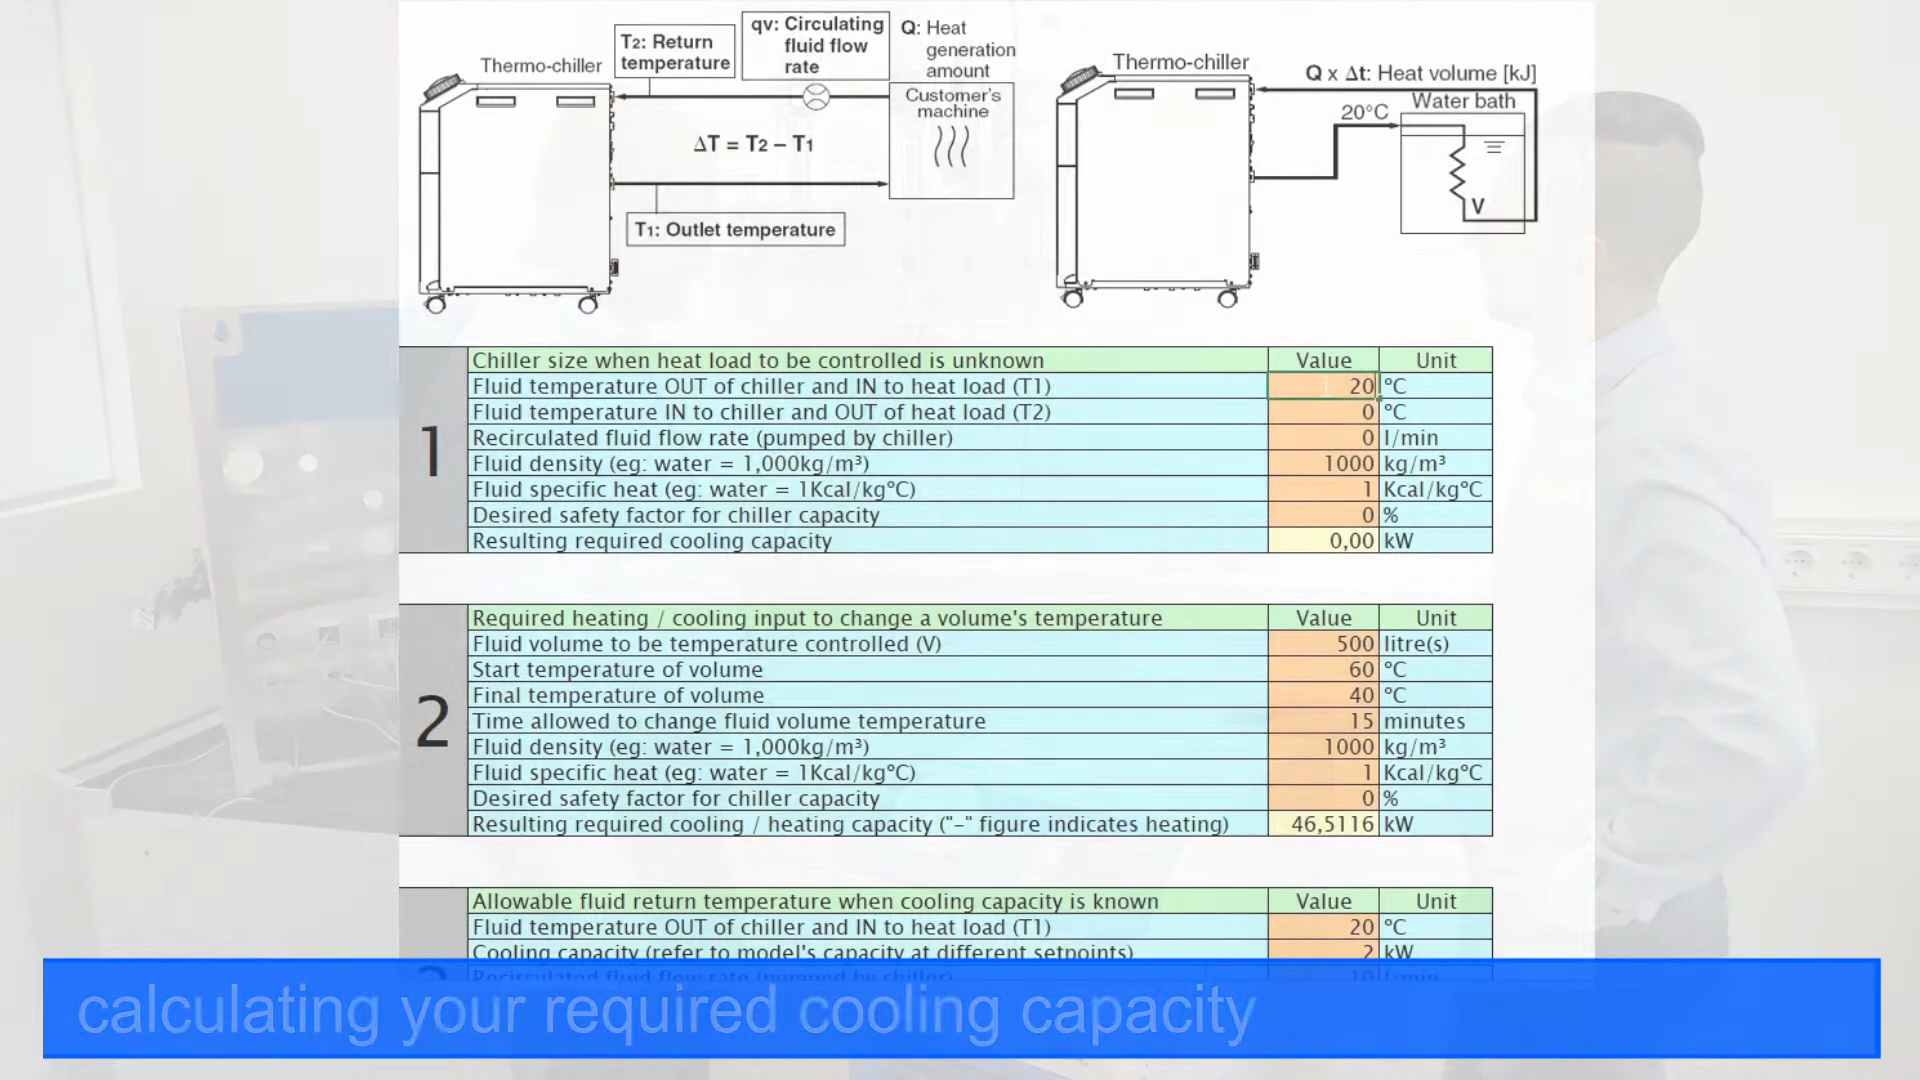 Thermo-chiller
T2: Return
temperature
qv: Circulating
fluid flow
rate
Q: Heat
generation
amount
Customer's
machine
ΔT = T2 – T1
T1: Outlet temperature
Thermo-chiller
Q x Δt: Heat volume [kJ]
Water bath
20°C
V
1
Chiller size when heat load to be controlled is unknown Value Unit
Fluid temperature OUT of chiller and IN to heat load (T1) 20 °C
Fluid temperature IN to chiller and OUT of heat load (T2) 0 °C
Recirculated fluid flow rate (pumped by chiller) 0 l/min
Fluid density (eg: water = 1,000kg/m³) 1000 kg/m³
Fluid specific heat (eg: water = 1Kcal/kg°C) 1 Kcal/kg°C
Desired safety factor for chiller capacity 0 %
Resulting required cooling capacity 0,00 kW
2
Required heating / cooling input to change a volume's temperature Value Unit
Fluid volume to be temperature controlled (V) 500 litre(s)
Start temperature of volume 60 °C
Final temperature of volume 40 °C
Time allowed to change fluid volume temperature 15 minutes
Fluid density (eg: water = 1,000kg/m³) 1000 kg/m³
Fluid specific heat (eg: water = 1Kcal/kg°C) 1 Kcal/kg°C
Desired safety factor for chiller capacity 0 %
Resulting required cooling / heating capacity ("-" figure indicates heating) 46,5116 kW
Allowable fluid return temperature when cooling capacity is known Value Unit
Fluid temperature OUT of chiller and IN to heat load (T1) 20 °C
Cooling capacity (refer to model's capacity at different setpoints) 2 kW
Recirculated fluid flow rate (pumped by chiller) 10 l/min
calculating your required cooling capacity